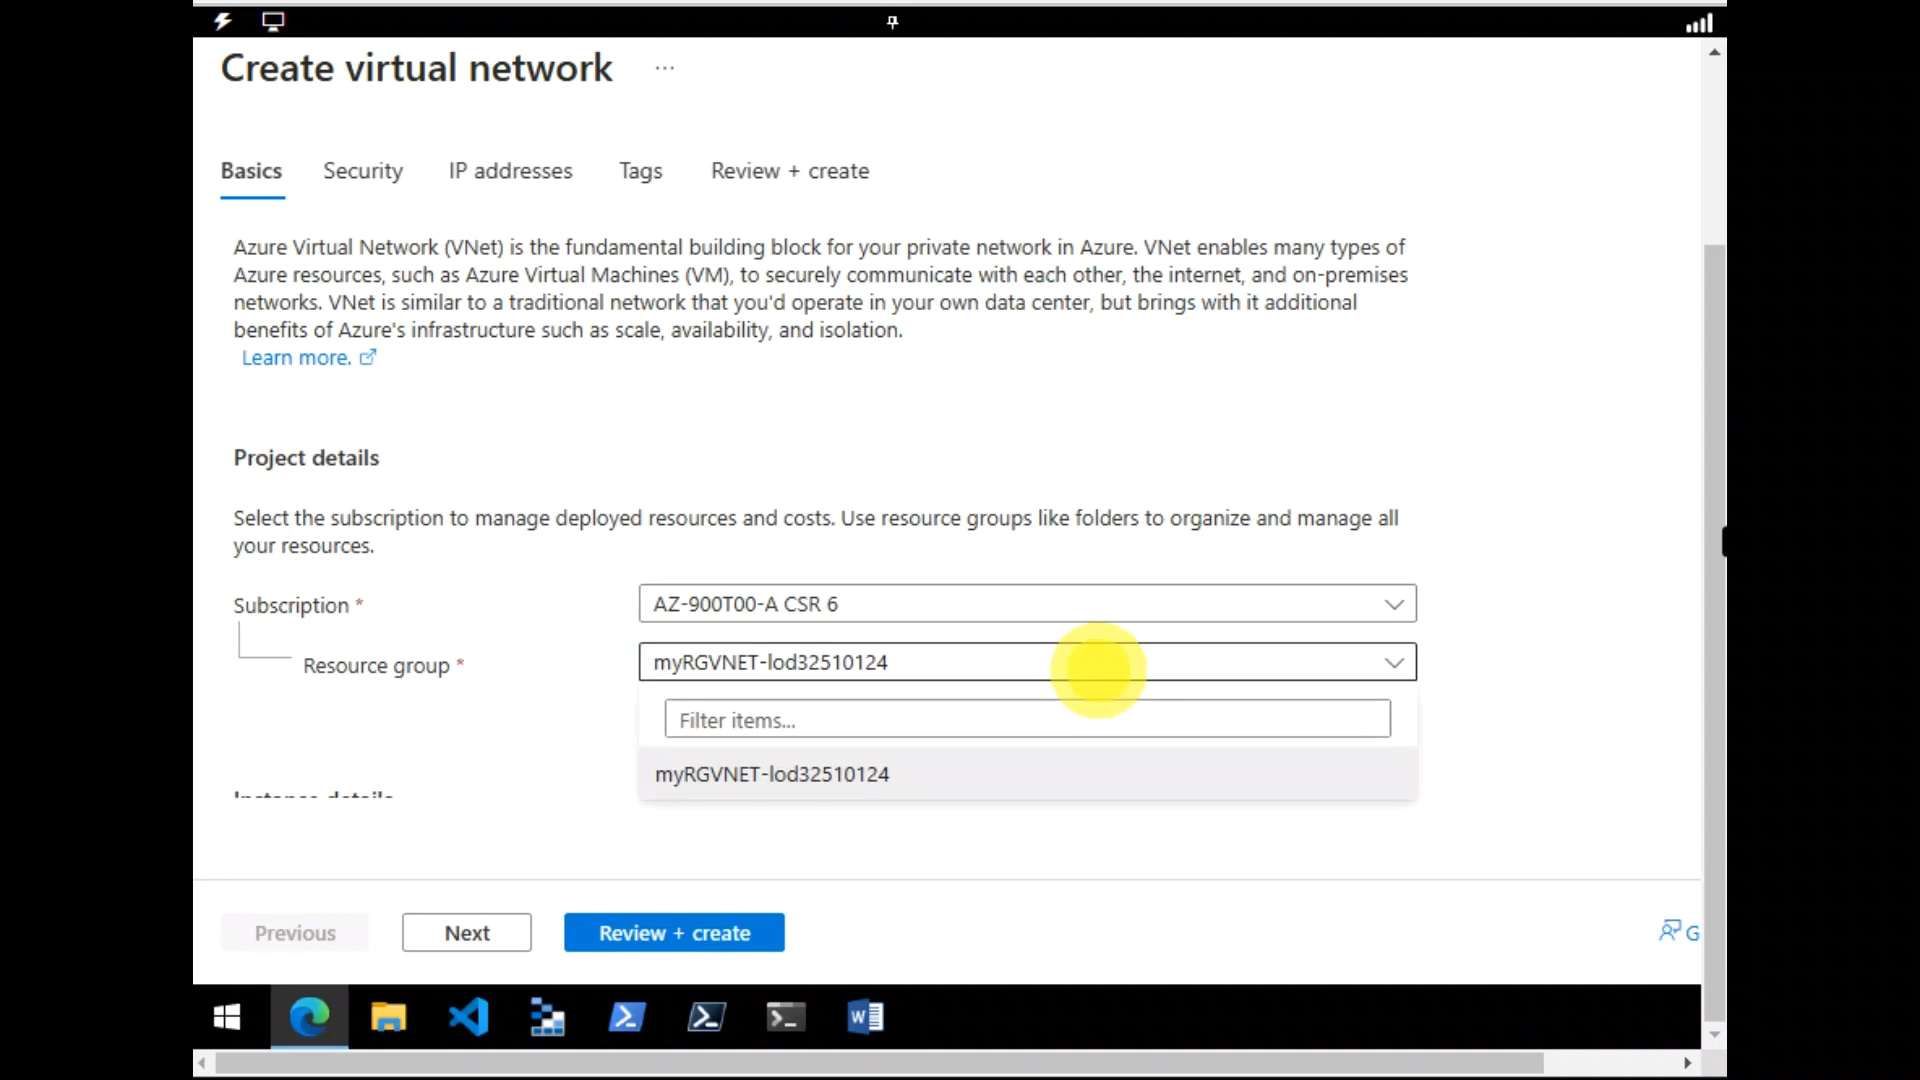 Create virtual network
...
Basics
Security
IP addresses
Tags
Review + create
Azure Virtual Network (VNet) is the fundamental building block for your private network in Azure. VNet enables many types of
Azure resources, such as Azure Virtual Machines (VM), to securely communicate with each other, the internet, and on-premises
networks. VNet is similar to a traditional network that you'd operate in your own data center, but brings with it additional
benefits of Azure's infrastructure such as scale, availability, and isolation.
Learn more.
Project details
Select the subscription to manage deployed resources and costs. Use resource groups like folders to organize and manage all
your resources.
Subscription *
AZ-900T00-A CSR 6
Resource group *
myRGVNET-lod32510124
Filter items...
myRGVNET-lod32510124
Instance details
Previous
Next
Review + create
G